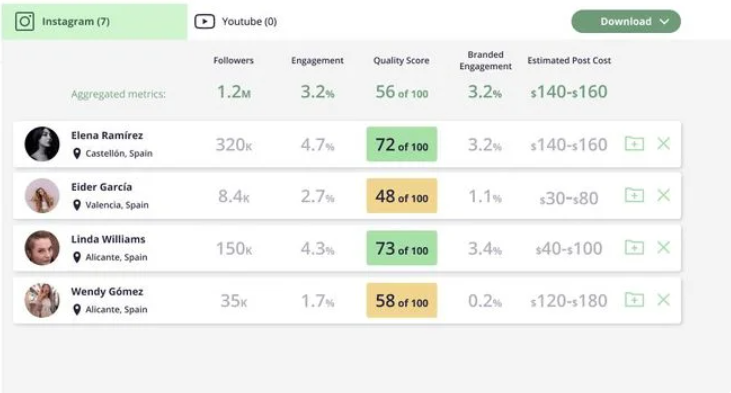 Instagram (7)
Youtube (0)
Download
Followers
Engagement
Quality Score
Branded
Engagement
Estimated Post Cost
Aggregated metrics:
1.2M
3.2%
56 of 100
3.2%
$140-$160
Elena Ramírez
Castellón, Spain
320K
4.7%
72 of 100
3.2%
$140-$160
Eider García
Valencia, Spain
8.4K
2.7%
48 of 100
1.1%
$30-$80
Linda Williams
Alicante, Spain
150K
4.3%
73 of 100
3.4%
$40-$100
Wendy Gómez
Alicante, Spain
35K
1.7%
58 of 100
0.2%
$120-$180